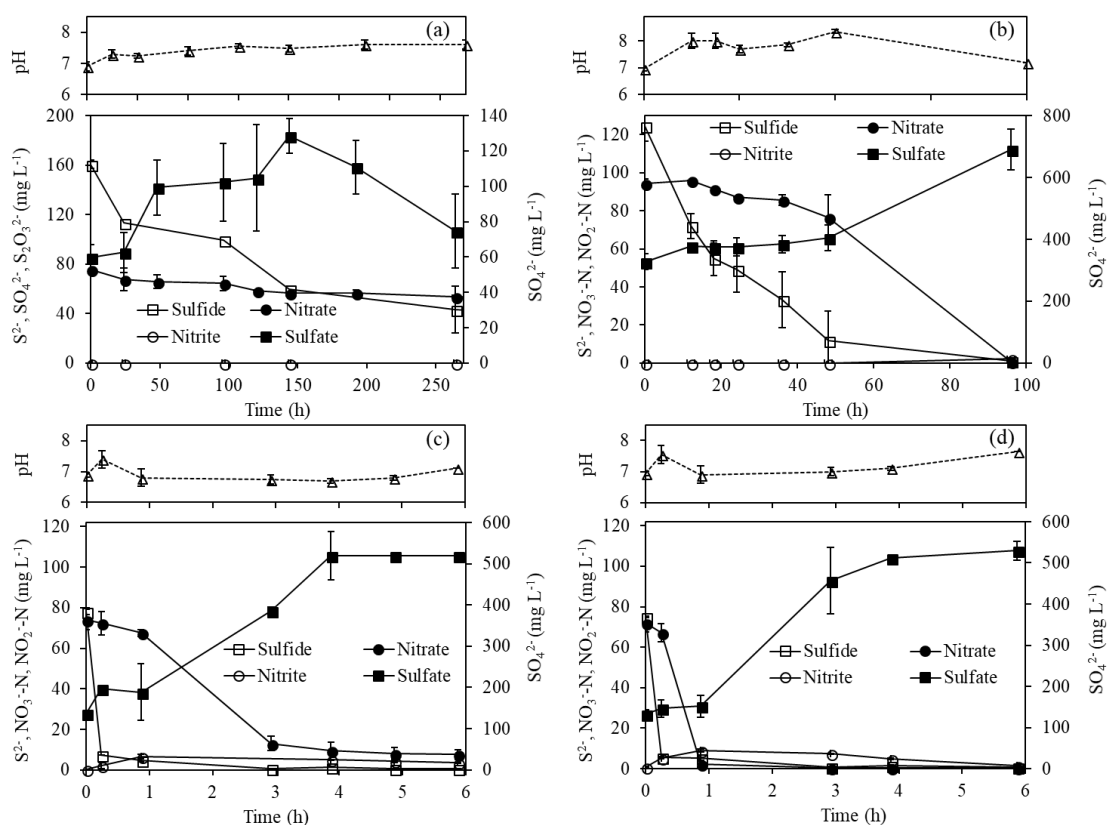 (a)
8
7
6
pH
200
160
120
80
40
0
S²⁻, SO₄²⁻, S₂O₃²⁻ (mg L⁻¹)
140
120
100
80
60
40
20
0
SO₄²⁻ (mg L⁻¹)
Sulfide Nitrate
Nitrite Sulfate
0 50 100 150 200 250
Time (h)
(b)
8
7
6
pH
120
100
80
60
40
20
0
S²⁻, NO₃⁻-N, NO₂⁻-N (mg L⁻¹)
800
600
400
200
0
SO₄²⁻ (mg L⁻¹)
Sulfide Nitrate
Nitrite Sulfate
0 20 40 60 80 100
Time (h)
(c)
8
7
6
pH
120
100
80
60
40
20
0
S²⁻, NO₃⁻-N, NO₂⁻-N (mg L⁻¹)
600
500
400
300
200
100
0
SO₄²⁻ (mg L⁻¹)
Sulfide Nitrate
Nitrite Sulfate
0 1 2 3 4 5 6
Time (h)
(d)
8
7
6
pH
120
100
80
60
40
20
0
S²⁻, NO₃⁻-N, NO₂⁻-N (mg L⁻¹)
600
500
400
300
200
100
0
SO₄²⁻ (mg L⁻¹)
Sulfide Nitrate
Nitrite Sulfate
0 1 2 3 4 5 6
Time (h)